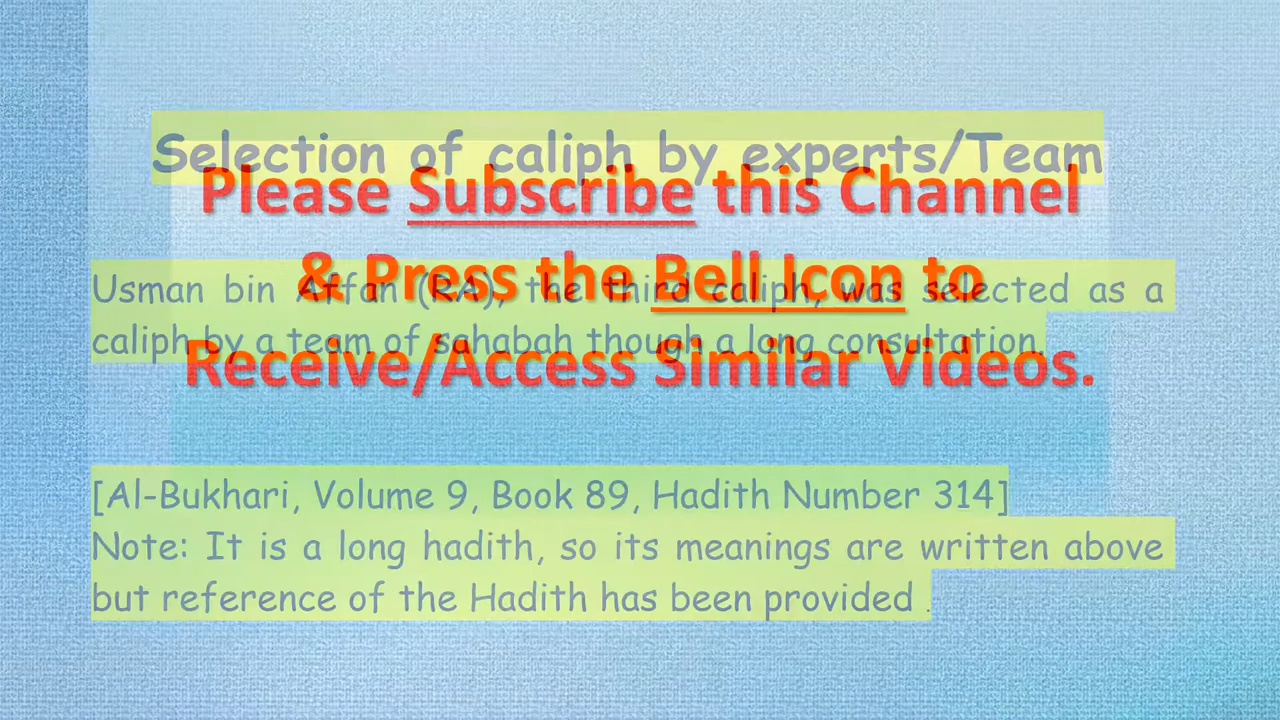 Selection of caliph by experts/Team
Please Subscribe this Channel
& Press the Bell Icon to
Usman bin Affan (RA), the third caliph, was selected as a
caliph by a team of sahabah though a long consultation.
Receive/Access Similar Videos.
[Al-Bukhari, Volume 9, Book 89, Hadith Number 314]
Note: It is a long hadith, so its meanings are written above
but reference of the Hadith has been provided .